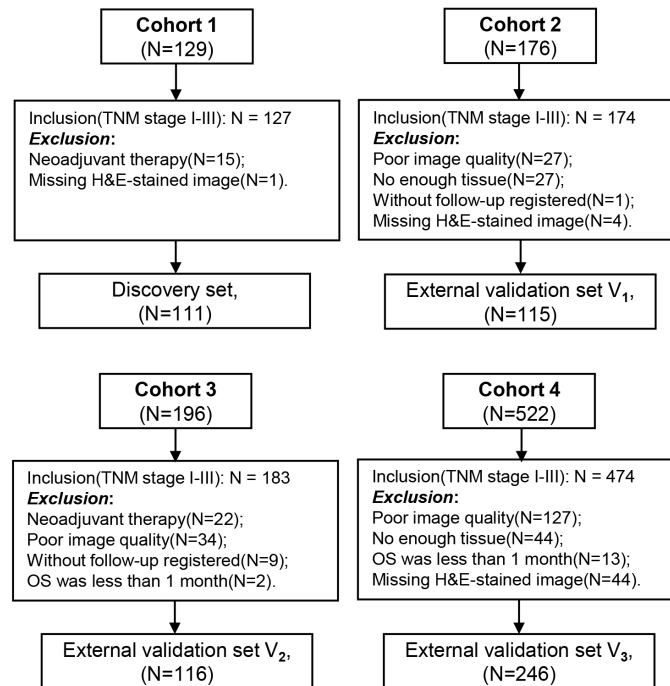 Cohort 1
(N=129)
Inclusion(TNM stage I-III): N = 127
Exclusion:
Neoadjuvant therapy(N=15);
Missing H&E-stained image(N=1).
Discovery set,
(N=111)
Cohort 2
(N=176)
Inclusion(TNM stage I-III): N = 174
Exclusion:
Poor image quality(N=27);
No enough tissue(N=27);
Without follow-up registered(N=1);
Missing H&E-stained image(N=4).
External validation set V1,
(N=115)
Cohort 3
(N=196)
Inclusion(TNM stage I-III): N = 183
Exclusion:
Neoadjuvant therapy(N=22);
Poor image quality(N=34);
Without follow-up registered(N=9);
OS was less than 1 month(N=2).
External validation set V2,
(N=116)
Cohort 4
(N=522)
Inclusion(TNM stage I-III): N = 474
Exclusion:
Poor image quality(N=127);
No enough tissue(N=44);
OS was less than 1 month(N=13);
Missing H&E-stained image(N=44).
External validation set V3,
(N=246)